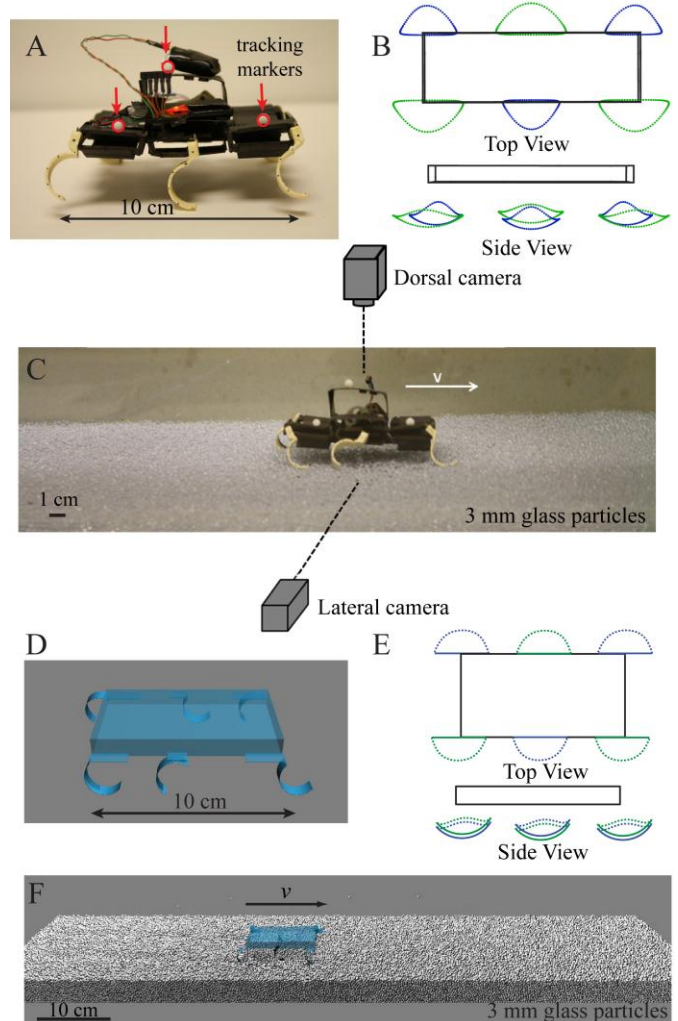 A
tracking
markers
10 cm
B
Top View
Side View
Dorsal camera
C
v
1 cm
3 mm glass particles
Lateral camera
D
10 cm
E
Top View
Side View
F
v
10 cm
3 mm glass particles